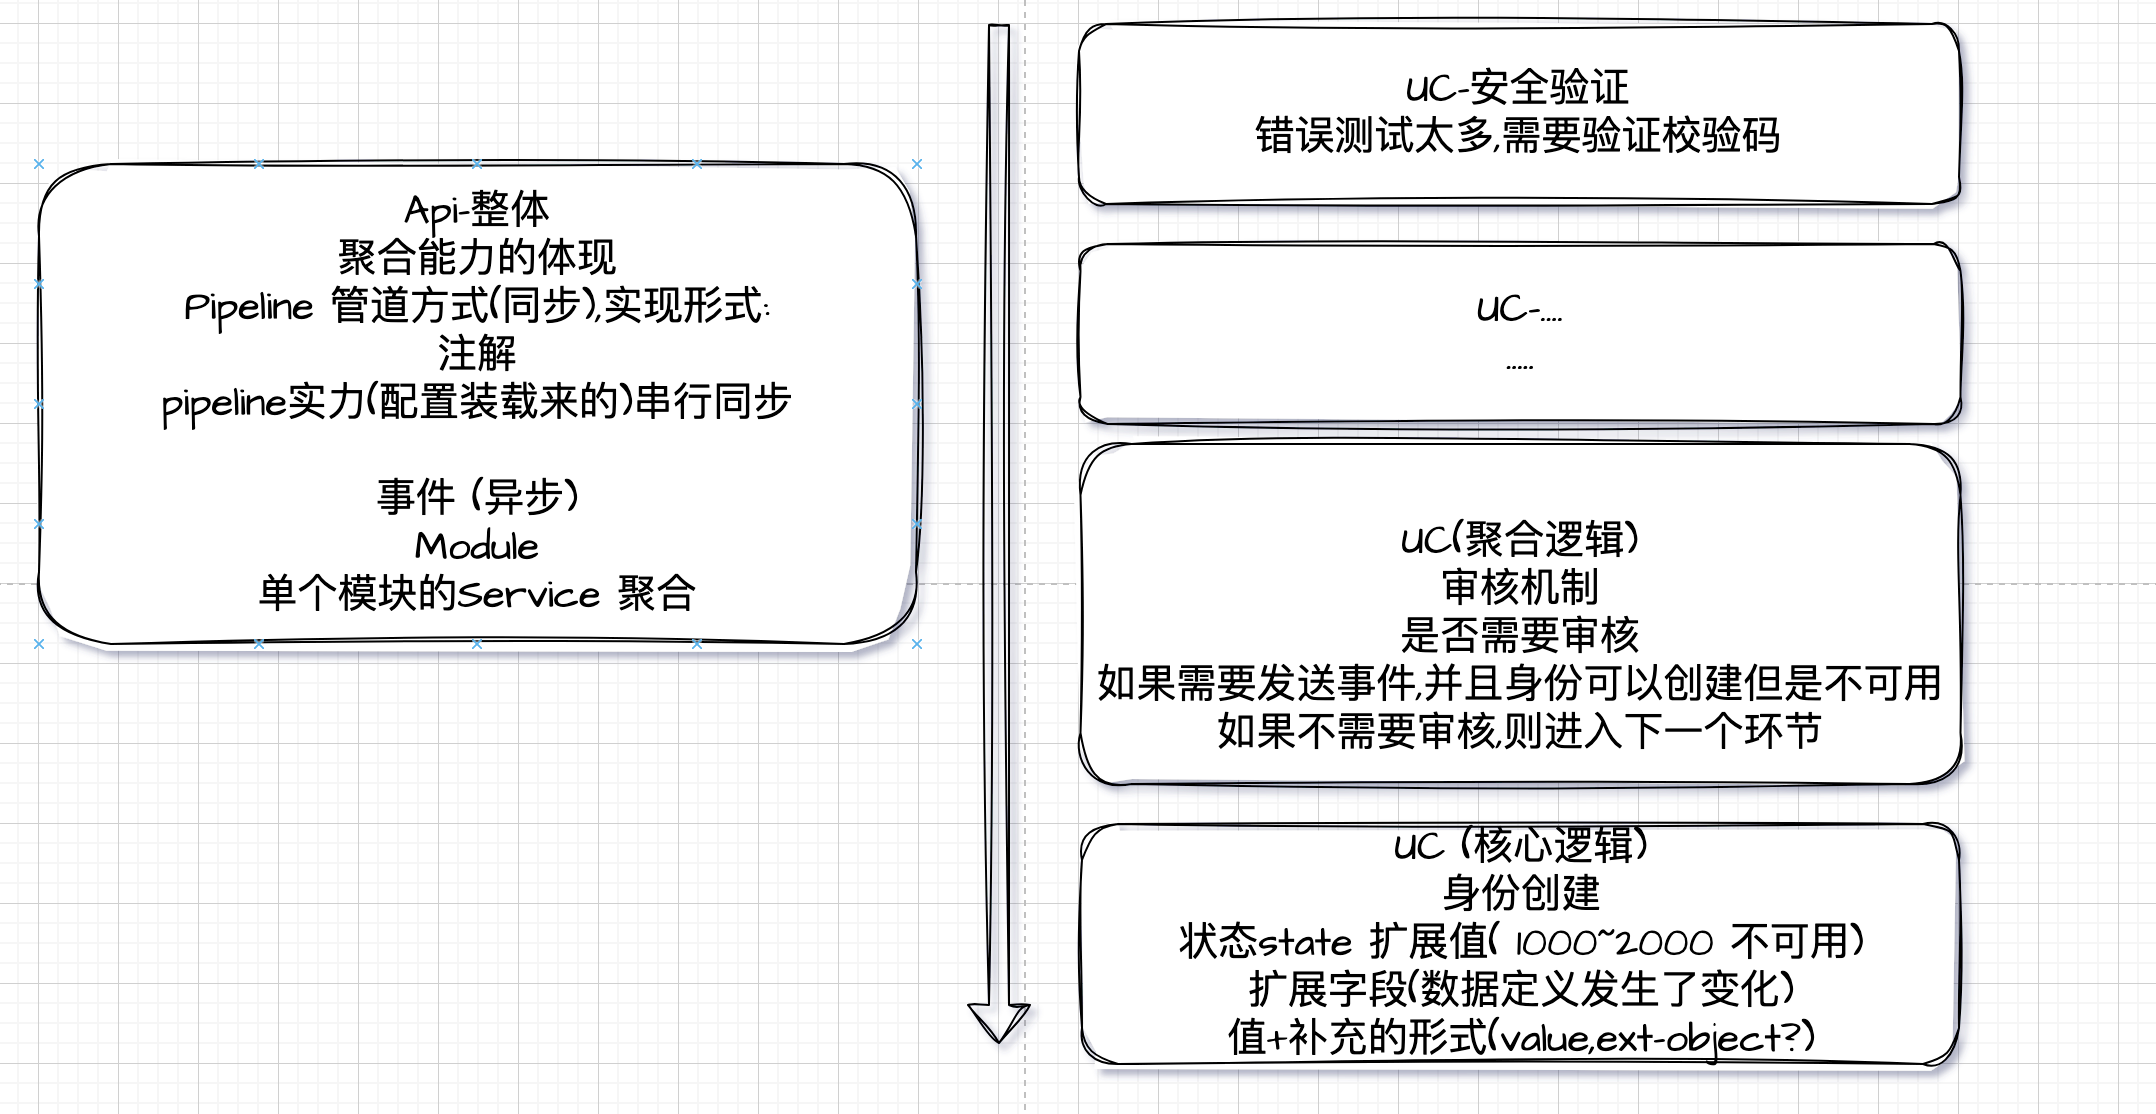 Api-整体
聚合能力的体现
Pipeline 管道方式(同步),实现形式:
注解
pipeline实力(配置装载来的)串行同步
事件 (异步)
Module
单个模块的Service 聚合
UC-安全验证
错误测试太多,需要验证校验码
UC-....
.....
UC(聚合逻辑)
审核机制
是否需要审核
如果需要发送事件,并且身份可以创建但是不可用
如果不需要审核,则进入下一个环节
UC (核心逻辑)
身份创建
状态state 扩展值( 1000~2000 不可用)
扩展字段(数据定义发生了变化)
值+补充的形式(value,ext-object?)